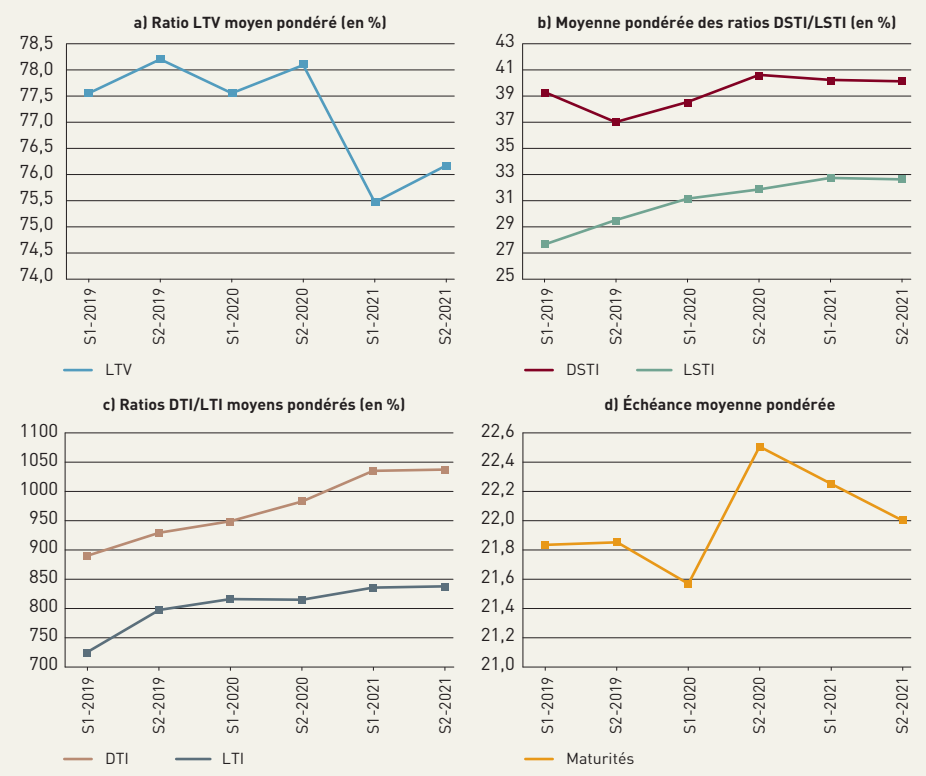 a) Ratio LTV moyen pondéré (en %)
78,5
78,0
77,5
77,0
76,5
76,0
75,5
75,0
74,5
74,0
S1-2019
S2-2019
S1-2020
S2-2020
S1-2021
S2-2021
LTV
b) Moyenne pondérée des ratios DSTI/LSTI (en %)
43
41
39
37
35
33
31
29
27
25
S1-2019
S2-2019
S1-2020
S2-2020
S1-2021
S2-2021
DSTI
LSTI
c) Ratios DTI/LTI moyens pondérés (en %)
1100
1050
1000
950
900
850
800
750
700
S1-2019
S2-2019
S1-2020
S2-2020
S1-2021
S2-2021
DTI
LTI
d) Échéance moyenne pondérée
22,6
22,4
22,2
22,0
21,8
21,6
21,4
21,2
21,0
S1-2019
S2-2019
S1-2020
S2-2020
S1-2021
S2-2021
Maturités